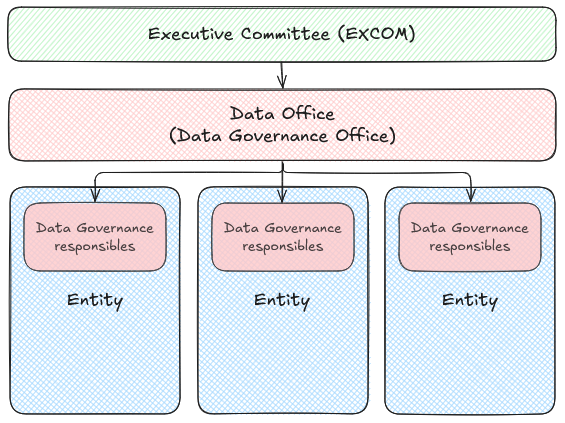 Executive Committee (EXCOM)
Data Office
(Data Governance Office)
Data Governance
responsibles
Entity
Data Governance
responsibles
Entity
Data Governance
responsibles
Entity